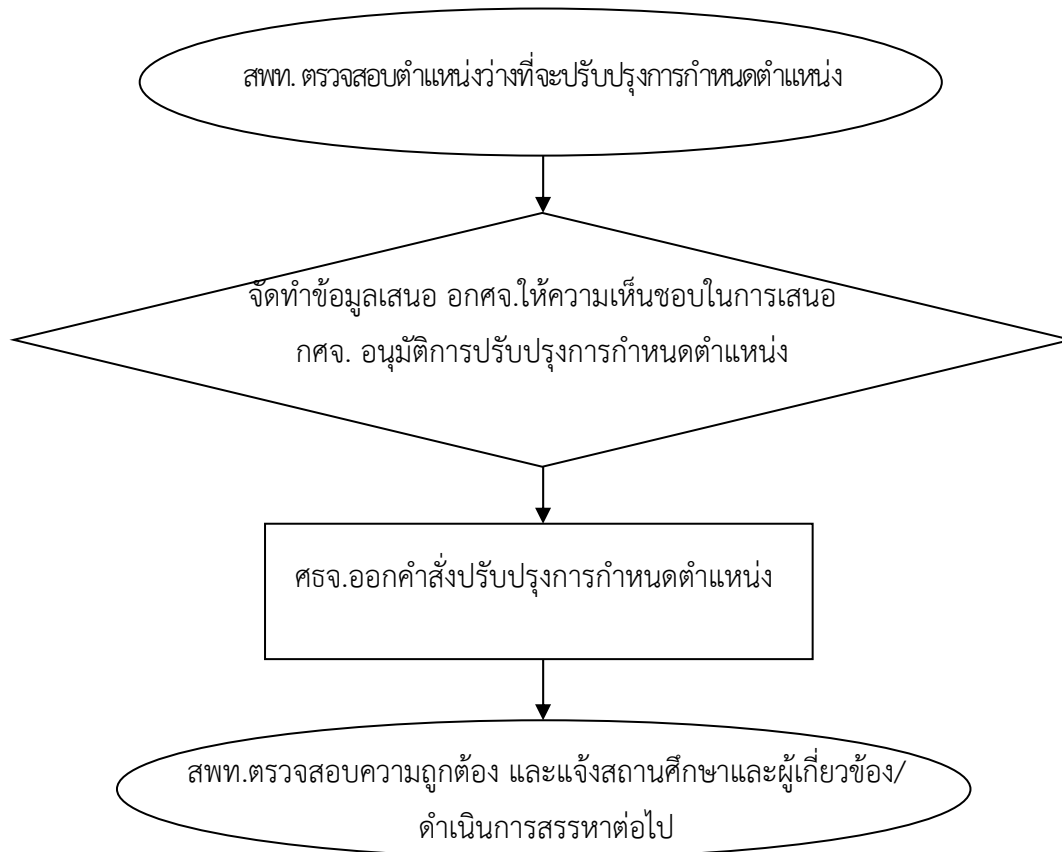 สพท. ตรวจสอบตำแหน่งว่างที่จะปรับปรุงการกำหนดตำแหน่ง
จัดทำข้อมูลเสนอ อกศจ.ให้ความเห็นชอบในการเสนอ
กศจ. อนุมัติการปรับปรุงการกำหนดตำแหน่ง
ศธจ.ออกคำสั่งปรับปรุงการกำหนดตำแหน่ง
สพท.ตรวจสอบความถูกต้อง และแจ้งสถานศึกษาและผู้เกี่ยวข้อง/
ดำเนินการสรรหาต่อไป